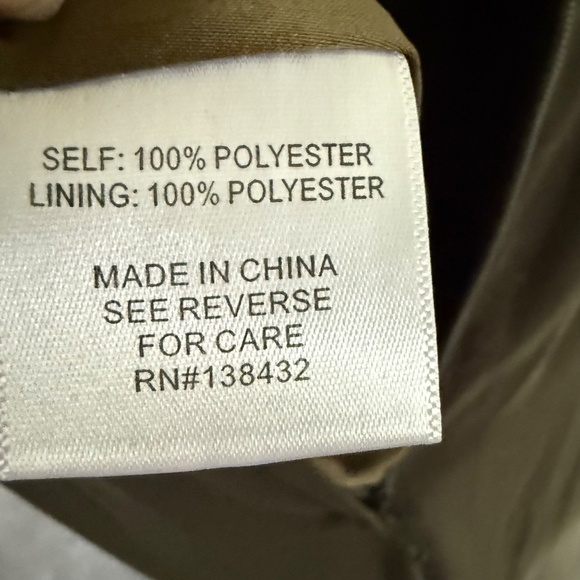 SELF: 100% POLYESTER
LINING: 100% POLYESTER
MADE IN CHINA
SEE REVERSE
FOR CARE
RN#138432